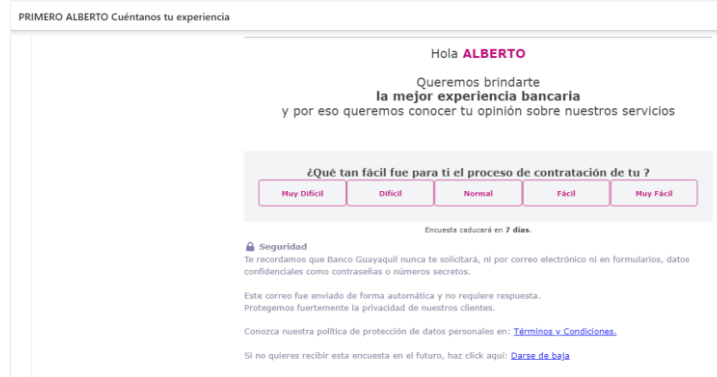 PRIMERO ALBERTO Cuéntanos tu experiencia
Hola ALBERTO
Queremos brindarte
la mejor experiencia bancaria
y por eso queremos conocer tu opinión sobre nuestros servicios
¿Qué tan fácil fue para ti el proceso de contratación de tu ?
Muy Difícil Difícil Normal Fácil Muy Fácil
Encuesta caducará en 7 días.
Seguridad
Te recordamos que Banco Guayaquil nunca te solicitará, ni por correo electrónico ni en formularios, datos
confidenciales como contraseñas o números secretos.
Este correo fue enviado de forma automática y no requiere respuesta.
Protegemos fuertemente la privacidad de nuestros clientes.
Conozca nuestra política de protección de datos personales en: Términos y Condiciones.
Si no quieres recibir esta encuesta en el futuro, haz click aquí: Darse de baja